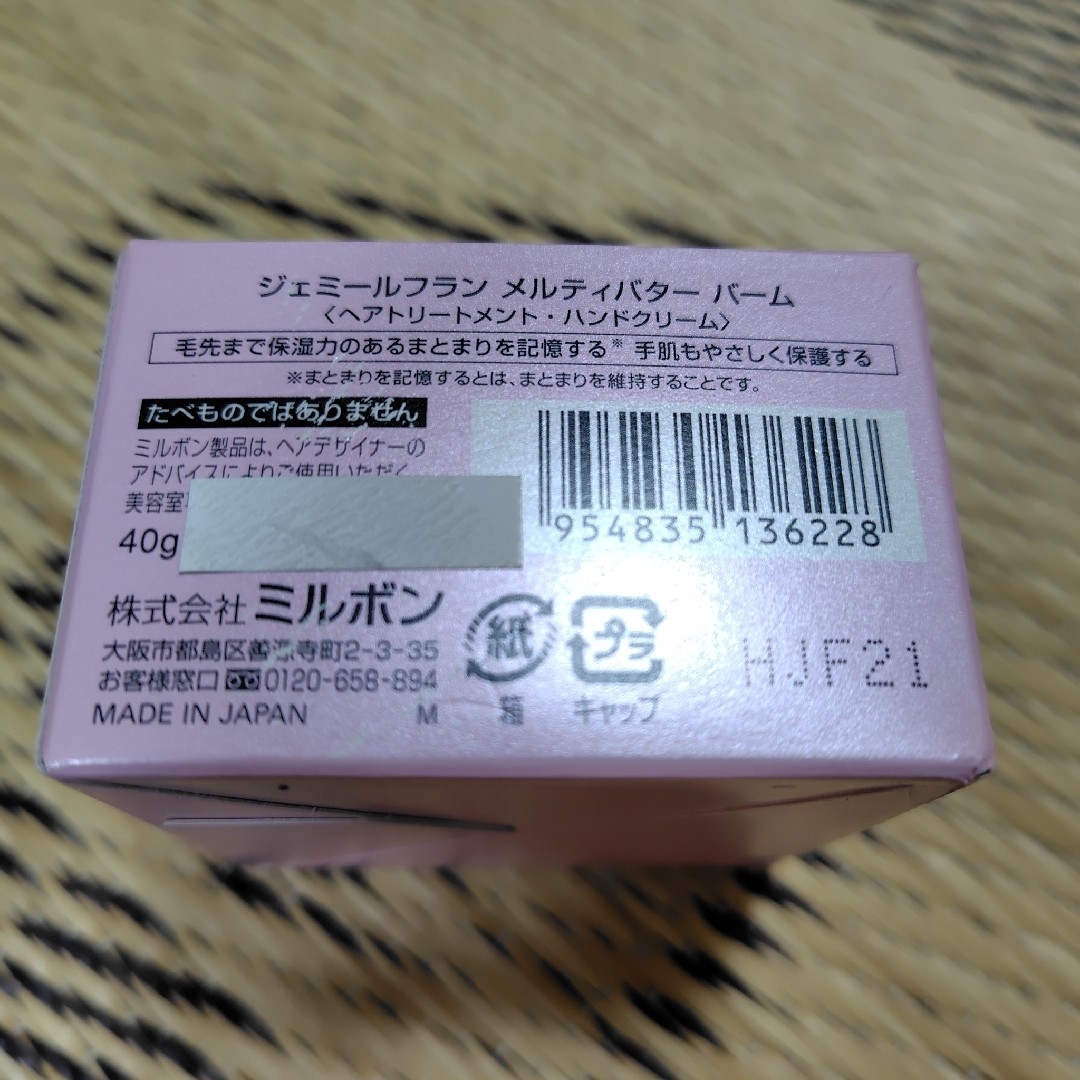 ジェミールフラン メルティバター バーム
〈ヘアトリートメント・ハンドクリーム〉
毛先まで保湿力のあるまとまりを記憶する※ 手肌もやさしく保護する
※まとまりを記憶するとは、まとまりを維持することです。
たべものではありません
ミルボン製品は、ヘアデザイナーの
アドバイスによりご使用いただく
美容室
40g
954835 136228
株式会社ミルボン
大阪市都島区善源寺町2-3-35
お客様窓口 0120-658-894
MADE IN JAPAN M
紙
箱
プラ
キャップ
HJF21